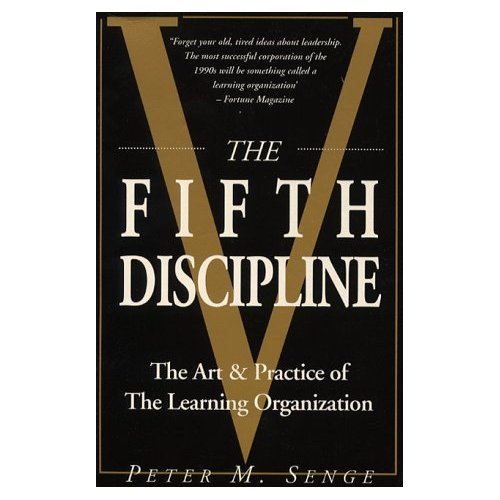 "Forget your old, tired ideas about leadership.
The most successful corporation of the
1990s will be something called a
learning organization'
– Fortune Magazine
THE
FIFTH
DISCIPLINE
The Art & Practice of
The Learning Organization
PETER M. SENGE